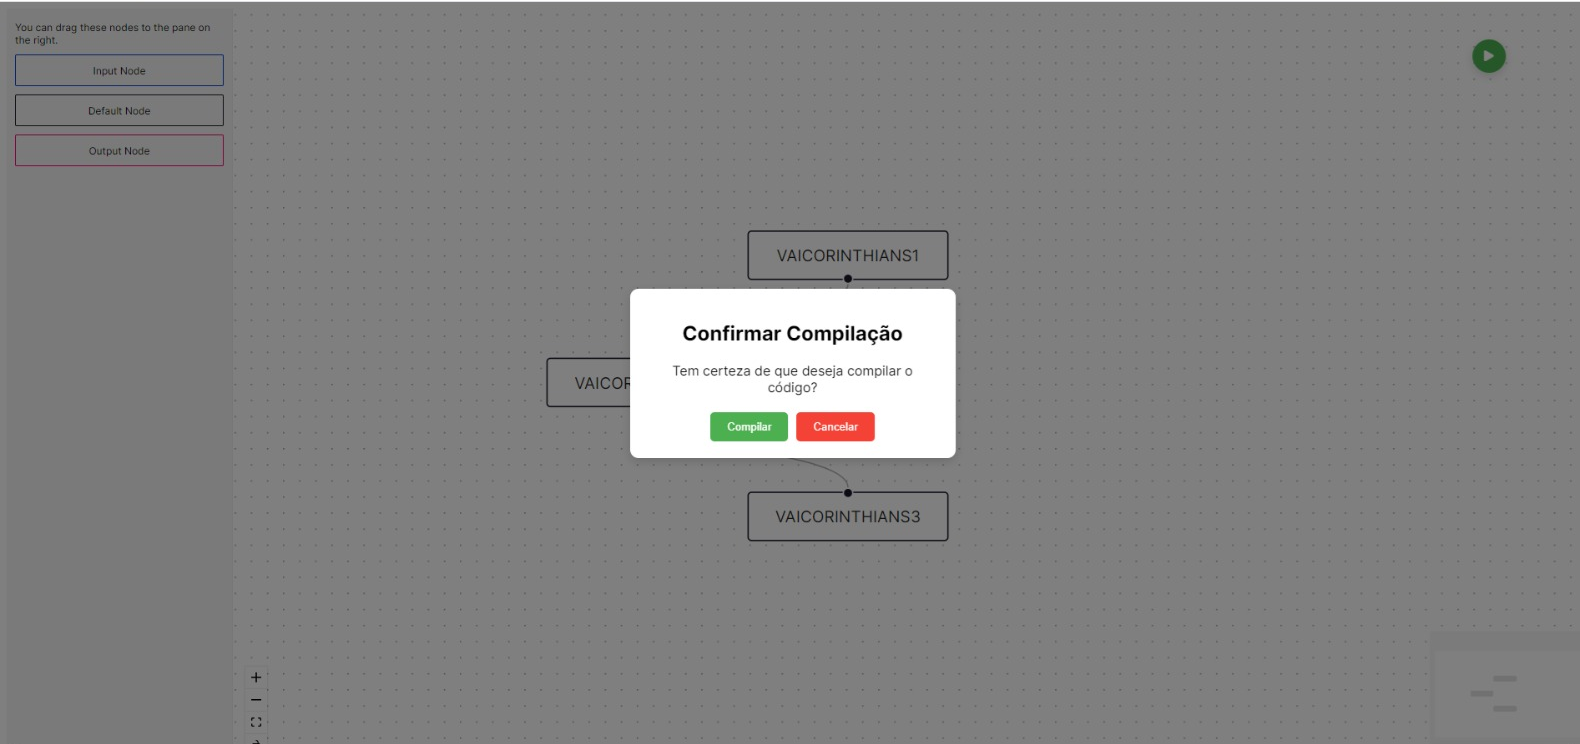 You can drag these nodes to the pane on
the right.
Input Node
Default Node
Output Node
VAICORINTHIANS1
Confirmar Compilação
Tem certeza de que deseja compilar o
código?
VAICOR
Compilar
Cancelar
VAICORINTHIANS3